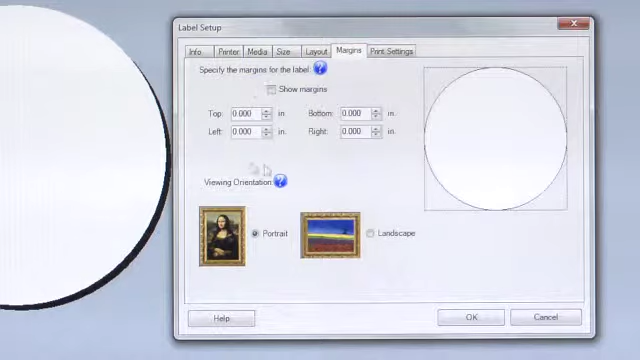 Label Setup
Info Printer Media Size Layout Margins Print Settings
Specify the margins for the label: ?
Show margins
Top: 0.000 in Bottom: 0.000 in.
Left: 0.000 in. Right: 0.000 in.
Viewing Orientation: ?
Portrait Landscape
Help OK Cancel